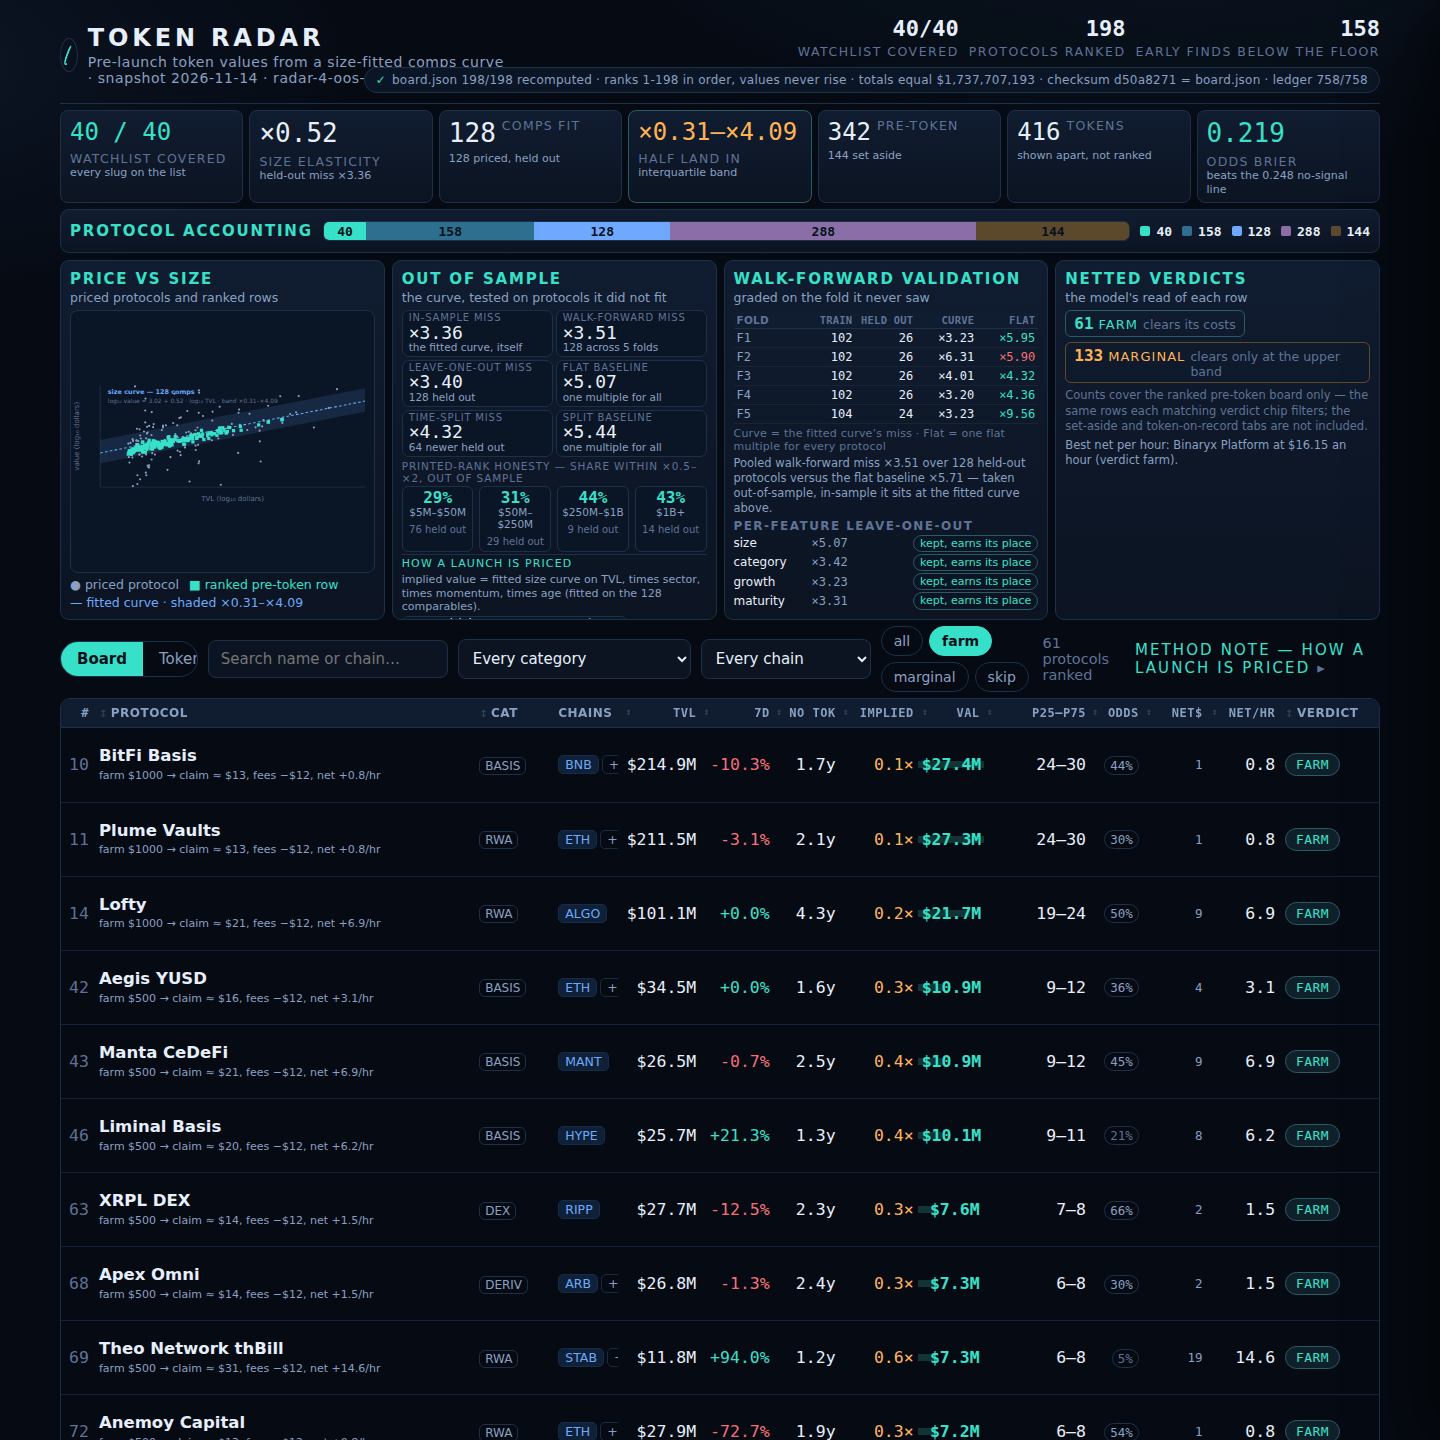 TOKEN RADAR
Pre-launch token values from a size-fitted comps curve
· snapshot 2026-11-14 · radar-4-oos-
40/40
WATCHLIST COVERED
198
PROTOCOLS RANKED
158
EARLY FINDS BELOW THE FLOOR
✓ board.json 198/198 recomputed · ranks 1-198 in order, values never rise · totals equal $1,737,707,193 · checksum d50a8271 = board.json · ledger 758/758
40 / 40
WATCHLIST COVERED
every slug on the list
×0.52
SIZE ELASTICITY
held-out miss ×3.36
128 COMPS FIT
128 priced, held out
×0.31–×4.09
HALF LAND IN
interquartile band
342 PRE-TOKEN
144 set aside
416 TOKENS
shown apart, not ranked
0.219
ODDS BRIER
beats the 0.248 no-signal
line
PROTOCOL ACCOUNTING
40 158 128 288 144
40 158 128 288 144
PRICE VS SIZE
priced protocols and ranked rows
size curve — 128 comps
log₁₀ value = 3.02 + 0.52 · log₁₀ TVL · band ×0.31–×4.09
value (log₁₀ dollars)
TVL (log₁₀ dollars)
● priced protocol ■ ranked pre-token row
— fitted curve · shaded ×0.31–×4.09
OUT OF SAMPLE
the curve, tested on protocols it did not fit
IN-SAMPLE MISS
×3.36
the fitted curve, itself
WALK-FORWARD MISS
×3.51
128 across 5 folds
LEAVE-ONE-OUT MISS
×3.40
128 held out
FLAT BASELINE
×5.07
one multiple for all
TIME-SPLIT MISS
×4.32
64 newer held out
SPLIT BASELINE
×5.44
one multiple for all
PRINTED-RANK HONESTY — SHARE WITHIN ×0.5–
×2, OUT OF SAMPLE
29%
$5M–$50M
76 held out
31%
$50M–
$250M
29 held out
44%
$250M–$1B
9 held out
43%
$1B+
14 held out
HOW A LAUNCH IS PRICED
implied value = fitted size curve on TVL, times sector,
times momentum, times age (fitted on the 128
comparables).
WALK-FORWARD VALIDATION
graded on the fold it never saw
FOLD TRAIN HELD OUT CURVE FLAT
F1 102 26 ×3.23 ×5.95
F2 102 26 ×6.31 ×5.90
F3 102 26 ×4.01 ×4.32
F4 102 26 ×3.20 ×4.36
F5 104 24 ×3.23 ×9.56
Curve = the fitted curve's miss · Flat = one flat
multiple for every protocol
Pooled walk-forward miss ×3.51 over 128 held-out
protocols versus the flat baseline ×5.71 — taken
out-of-sample, in-sample it sits at the fitted curve
above.
PER-FEATURE LEAVE-ONE-OUT
size ×5.07 kept, earns its place
category ×3.42 kept, earns its place
growth ×3.23 kept, earns its place
maturity ×3.31 kept, earns its place
NETTED VERDICTS
the model's read of each row
61 FARM clears its costs
133 MARGINAL clears only at the upper
band
Counts cover the ranked pre-token board only — the
same rows each matching verdict chip filters; the
set-aside and token-on-record tabs are not included.
Best net per hour: Binaryx Platform at $16.15 an
hour (verdict farm).
Board Token
Search name or chain...
Every category
Every chain
all farm
marginal skip
61
protocols
ranked
METHOD NOTE — HOW A
LAUNCH IS PRICED ▸
# ↕ PROTOCOL ↕ CAT CHAINS ↕ TVL ↕ 7D ↕ NO TOK ↕ IMPLIED ↕ VAL ↕ P25–P75 ↕ ODDS ↕ NET$ ↕ NET/HR ↕ VERDICT
10 BitFi Basis BASIS BNB + $214.9M -10.3% 1.7y 0.1× $27.4M 24–30 44% 1 0.8 FARM
farm $1000 → claim ≈ $13, fees −$12, net +0.8/hr
11 Plume Vaults RWA ETH + $211.5M -3.1% 2.1y 0.1× $27.3M 24–30 30% 1 0.8 FARM
farm $1000 → claim ≈ $13, fees −$12, net +0.8/hr
14 Lofty RWA ALGO $101.1M +0.0% 4.3y 0.2× $21.7M 19–24 50% 9 6.9 FARM
farm $1000 → claim ≈ $21, fees −$12, net +6.9/hr
42 Aegis YUSD BASIS ETH + $34.5M +0.0% 1.6y 0.3× $10.9M 9–12 36% 4 3.1 FARM
farm $500 → claim ≈ $16, fees −$12, net +3.1/hr
43 Manta CeDeFi BASIS MANT $26.5M -0.7% 2.5y 0.4× $10.9M 9–12 45% 9 6.9 FARM
farm $500 → claim ≈ $21, fees −$12, net +6.9/hr
46 Liminal Basis BASIS HYPE $25.7M +21.3% 1.3y 0.4× $10.1M 9–11 21% 8 6.2 FARM
farm $500 → claim ≈ $20, fees −$12, net +6.2/hr
63 XRPL DEX DEX RIPP $27.7M -12.5% 2.3y 0.3× $7.6M 7–8 66% 2 1.5 FARM
farm $500 → claim ≈ $14, fees −$12, net +1.5/hr
68 Apex Omni DERIV ARB + $26.8M -1.3% 2.4y 0.3× $7.3M 6–8 30% 2 1.5 FARM
farm $500 → claim ≈ $14, fees −$12, net +1.5/hr
69 Theo Network thBill RWA STAB $11.8M +94.0% 1.2y 0.6× $7.3M 6–8 5% 19 14.6 FARM
farm $500 → claim ≈ $31, fees −$12, net +14.6/hr
72 Anemoy Capital RWA ETH + $27.9M -72.7% 1.9y 0.3× $7.2M 6–8 54% 1 0.8 FARM